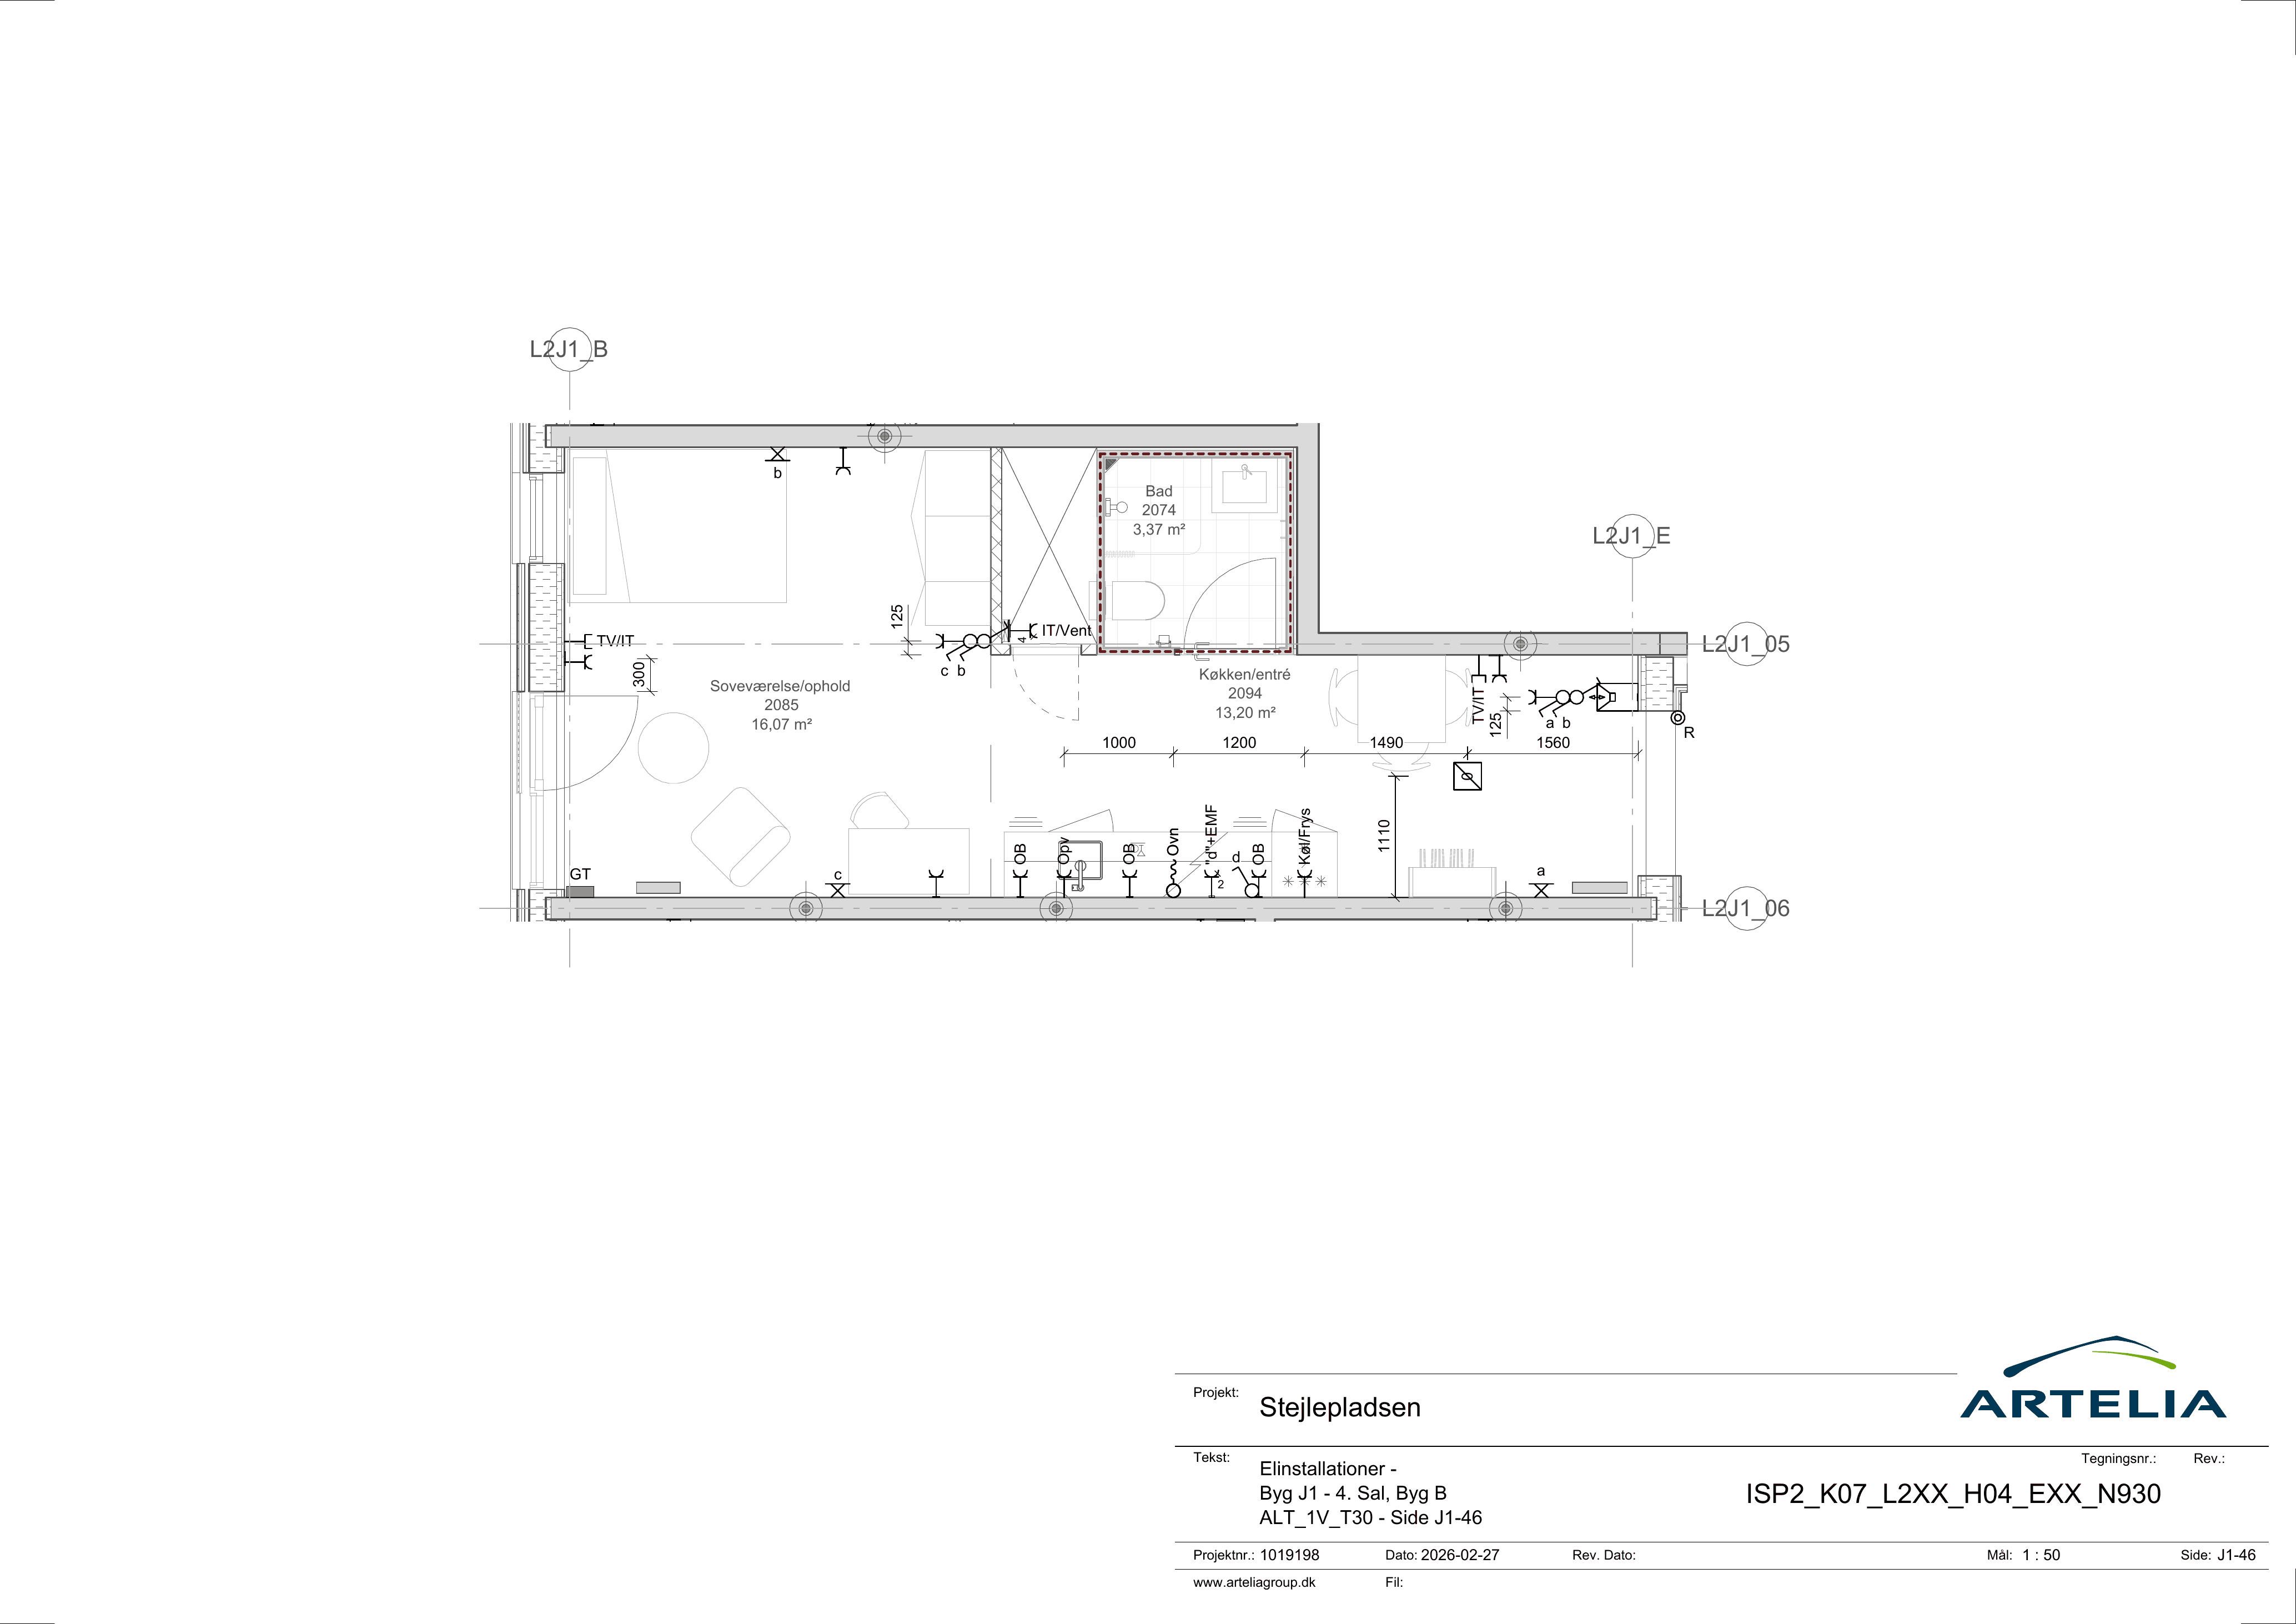 L2J1_B
b
Bad
2074
3,37 m²
L2J1_E
125
4
IT/Vent
TV/IT
L2J1_05
c b
300
Soveværelse/ophold
2085
16,07 m²
Køkken/entré
2094
13,20 m²
TV/IT
125
a b
R
1000
1200
1490
1560
1110
GT
c
OB
Opv
OB
Ovn
"d"+EMF
2
d
OB
Køl/Frys
a
L2J1_06
ARTELIA
Projekt:
Stejlepladsen
Tekst:
Elinstallationer -
Byg J1 - 4. Sal, Byg B
ALT_1V_T30 - Side J1-46
Tegningsnr.:
Rev.:
ISP2_K07_L2XX_H04_EXX_N930
Projektnr.: 1019198
Dato: 2026-02-27
Rev. Dato:
Mål: 1 : 50
Side: J1-46
www.arteliagroup.dk
Fil: